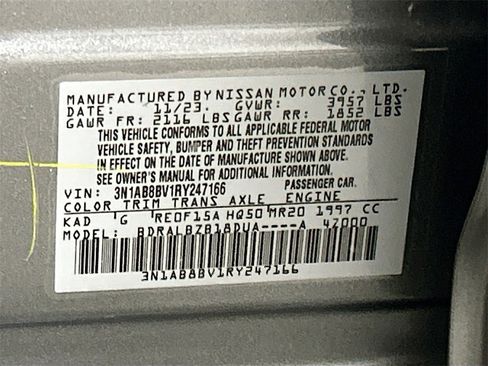 MANUFACTURED BY NISSAN MOTOR CO., LTD.
DATE: 11/23. GVWR: 3957 LBS
GAWR FR: 2116 LBS GAWR RR: 1852 LBS
THIS VEHICLE CONFORMS TO ALL APPLICABLE FEDERAL MOTOR
VEHICLE SAFETY, BUMPER AND THEFT PREVENTION STANDARDS
IN EFFECT ON THE DATE OF MANUFACTURE SHOWN ABOVE.
SEE OWNER'S MANUAL FOR ADDITIONAL INFORMATION.
VIN: 3N1AB8BV1RY247166 PASSENGER CAR.
COLOR TRIM TRANS AXLE ENGINE
KAD G RE0F15A HQ50 MR20 1997 CC
MODEL: BDRALBZB18DUA----A 4Z000
3N1AB8BV1RY247166